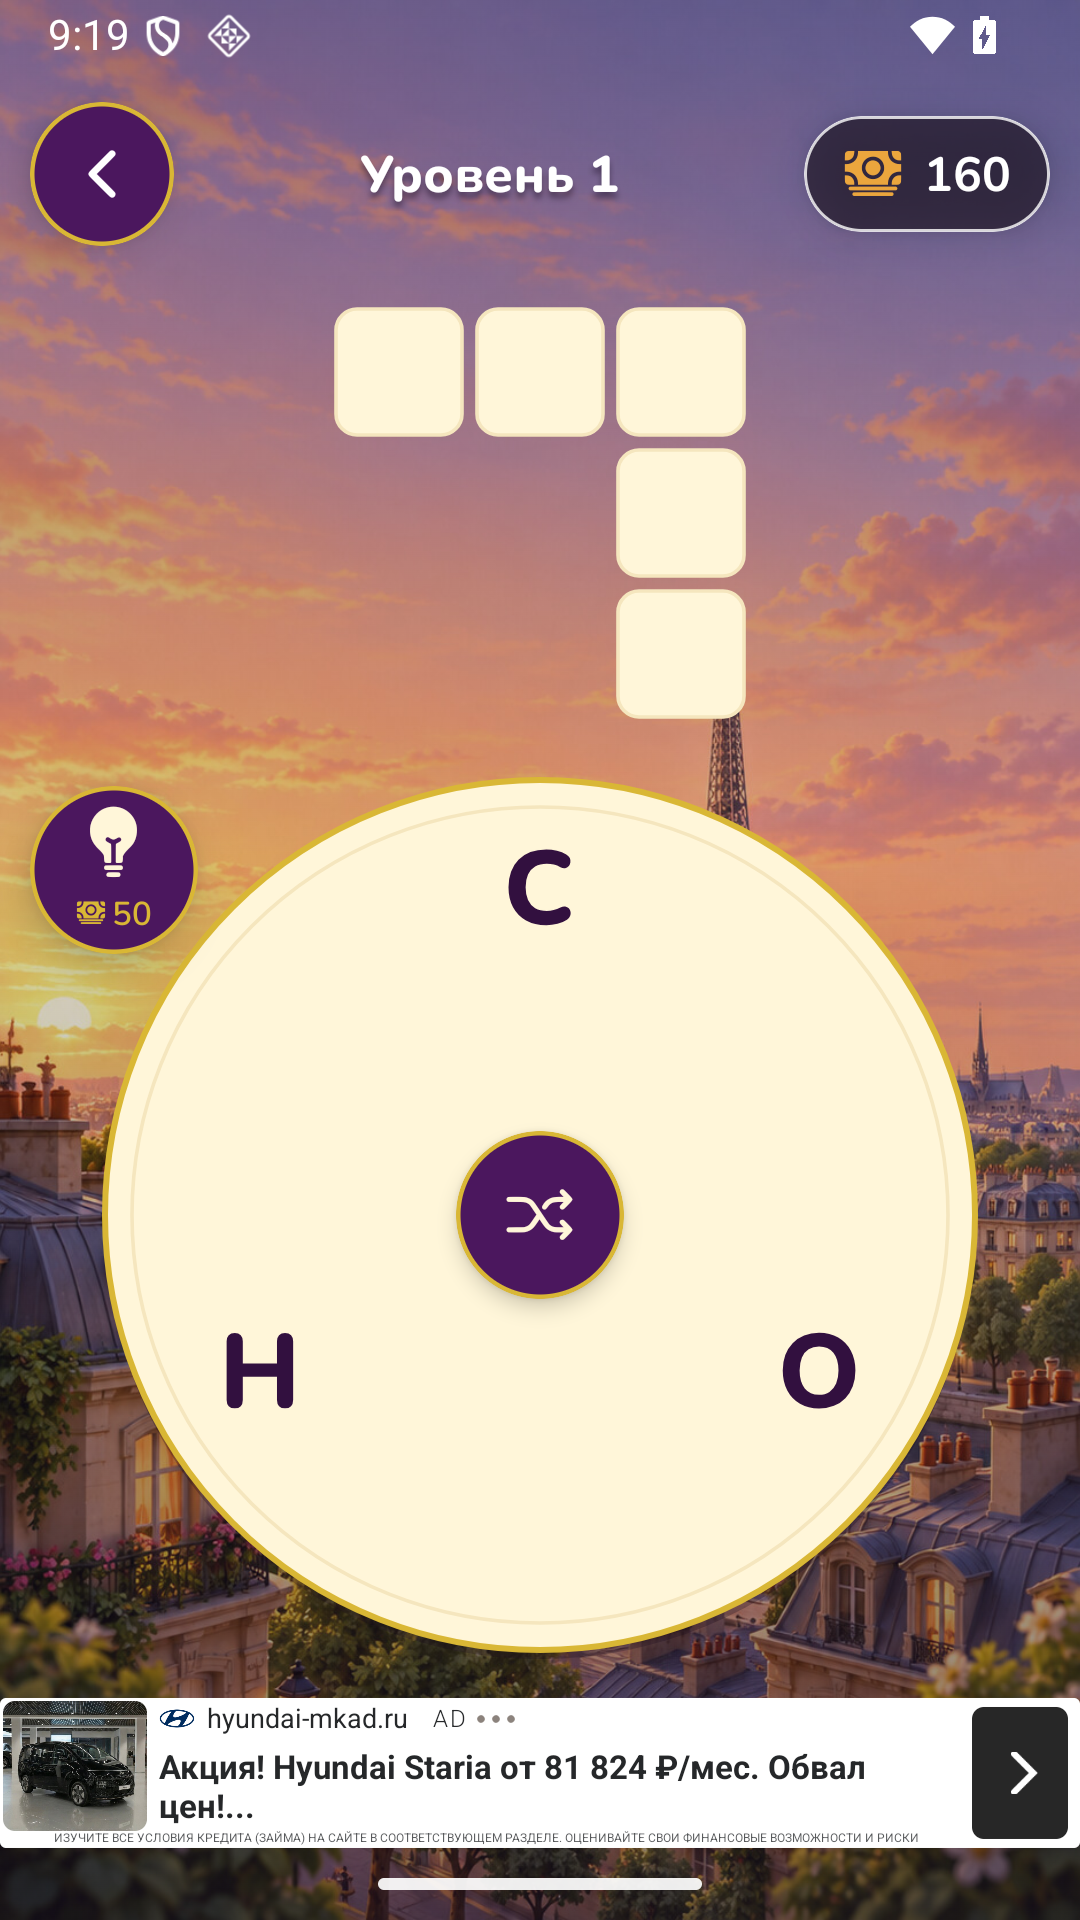 9:19
Уровень 1
160
50
С
Н
О
hyundai-mkad.ru AD
Акция! Hyundai Staria от 81 824 ₽/мес. Обвал
цен!...
ИЗУЧИТЕ ВСЕ УСЛОВИЯ КРЕДИТА (ЗАЙМА) НА САЙТЕ В СООТВЕТСТВУЮЩЕМ РАЗДЕЛЕ. ОЦЕНИВАЙТЕ СВОИ ФИНАНСОВЫЕ ВОЗМОЖНОСТИ И РИСКИ